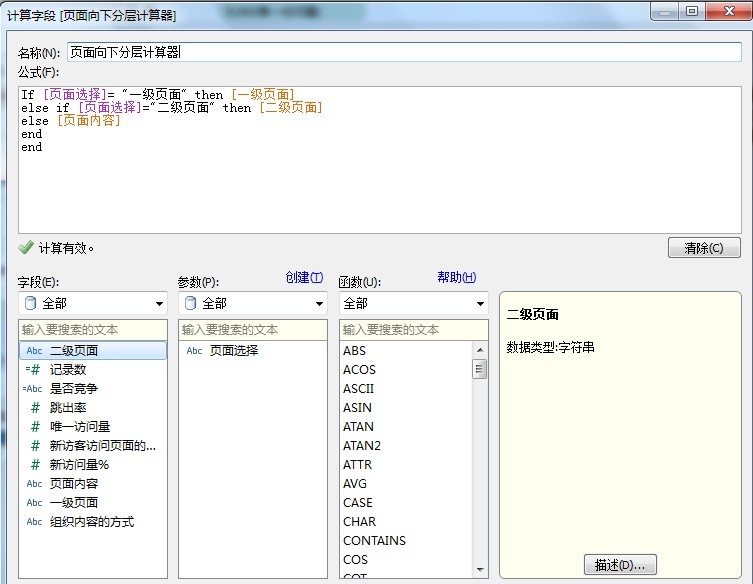 计算字段 [页面向下分层计算器]
名称(N): 页面向下分层计算器
公式(F):
If [页面选择]= "一级页面" then [一级页面]
else if [页面选择]="二级页面" then [二级页面]
else [页面内容]
end
end
计算有效。
清除(C)
字段(E):
全部
输入要搜索的文本
Abc 二级页面
=# 记录数
=Abc 是否竞争
# 跳出率
# 唯一访问量
# 新访客访问页面的...
# 新访问量%
Abc 页面内容
Abc 一级页面
Abc 组织内容的方式
参数(P): 创建(T)
全部
输入要搜索的文本
Abc 页面选择
函数(U): 帮助(H)
全部
输入要搜索的文本
ABS
ACOS
ASCII
ASIN
ATAN
ATAN2
ATTR
AVG
CASE
CHAR
CONTAINS
COS
COT
二级页面
数据类型:字符串
描述(D)...